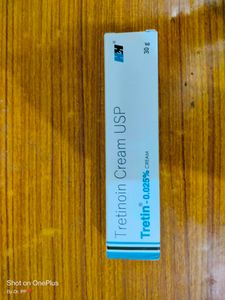 Tretinoin Cream USP
Tretin® - 0.025% CREAM
30 g
Shot on OnePlus